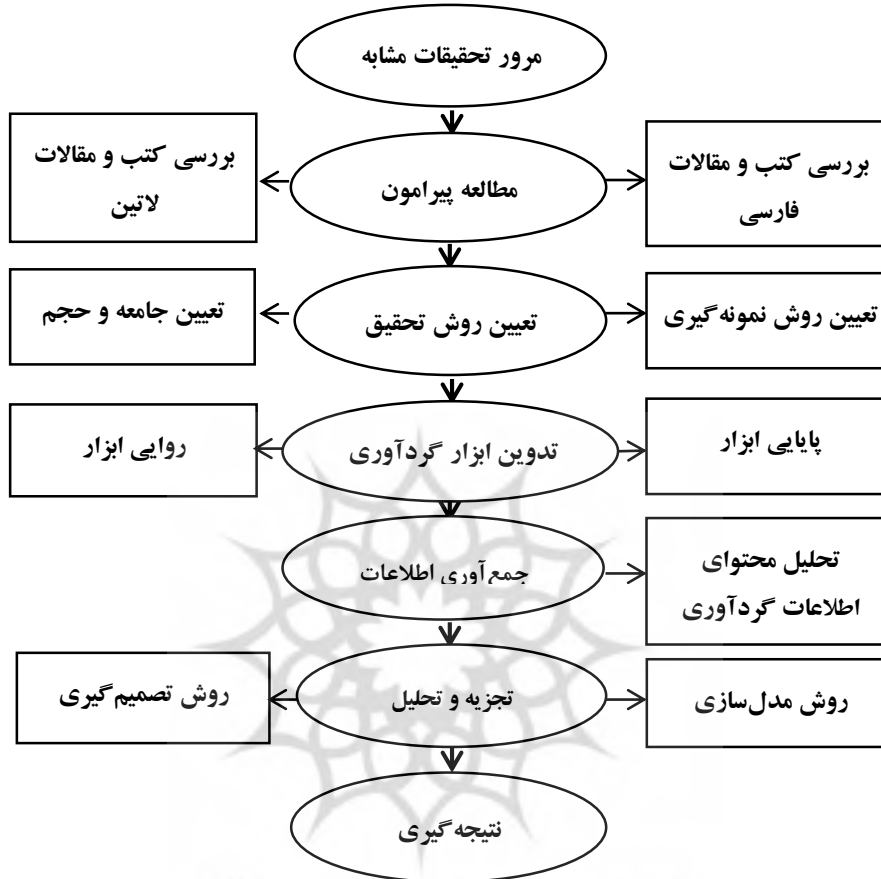 مرور تحقیقات مشابه
بررسی کتب و مقالات
فارسی
مطالعه پیرامون
بررسی کتب و مقالات
لاتین
تعیین روش نمونه‌گیری
تعیین روش تحقیق
تعیین جامعه و حجم
پایایی ابزار
تدوین ابزار گردآوری
روایی ابزار
تحلیل محتوای
اطلاعات گردآوری
جمع‌آوری اطلاعات
روش مدل‌سازی
تجزیه و تحلیل
روش تصمیم‌گیری
نتیجه‌گیری